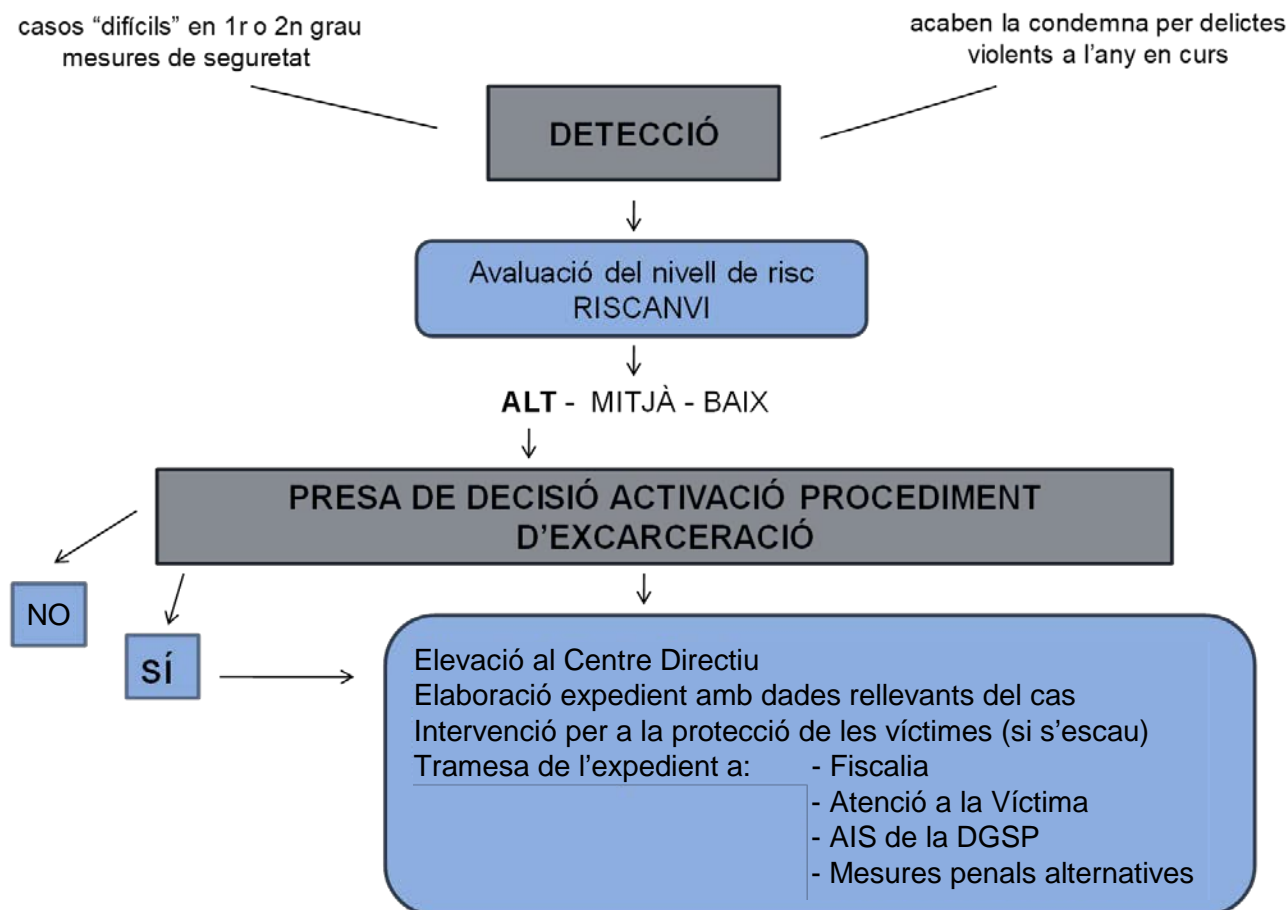 casos “difícils” en 1r o 2n grau
mesures de seguretat
acaben la condemna per delictes
violents a l’any en curs
DETECCIÓ
Avaluació del nivell de risc
RISCANVI
ALT - MITJÀ - BAIX
PRESA DE DECISIÓ ACTIVACIÓ PROCEDIMENT
D’EXCARCERACIÓ
NO
SÍ
Elevació al Centre Directiu
Elaboració expedient amb dades rellevants del cas
Intervenció per a la protecció de les víctimes (si s’escau)
Tramesa de l’expedient a: - Fiscalia
- Atenció a la Víctima
- AIS de la DGSP
- Mesures penals alternatives